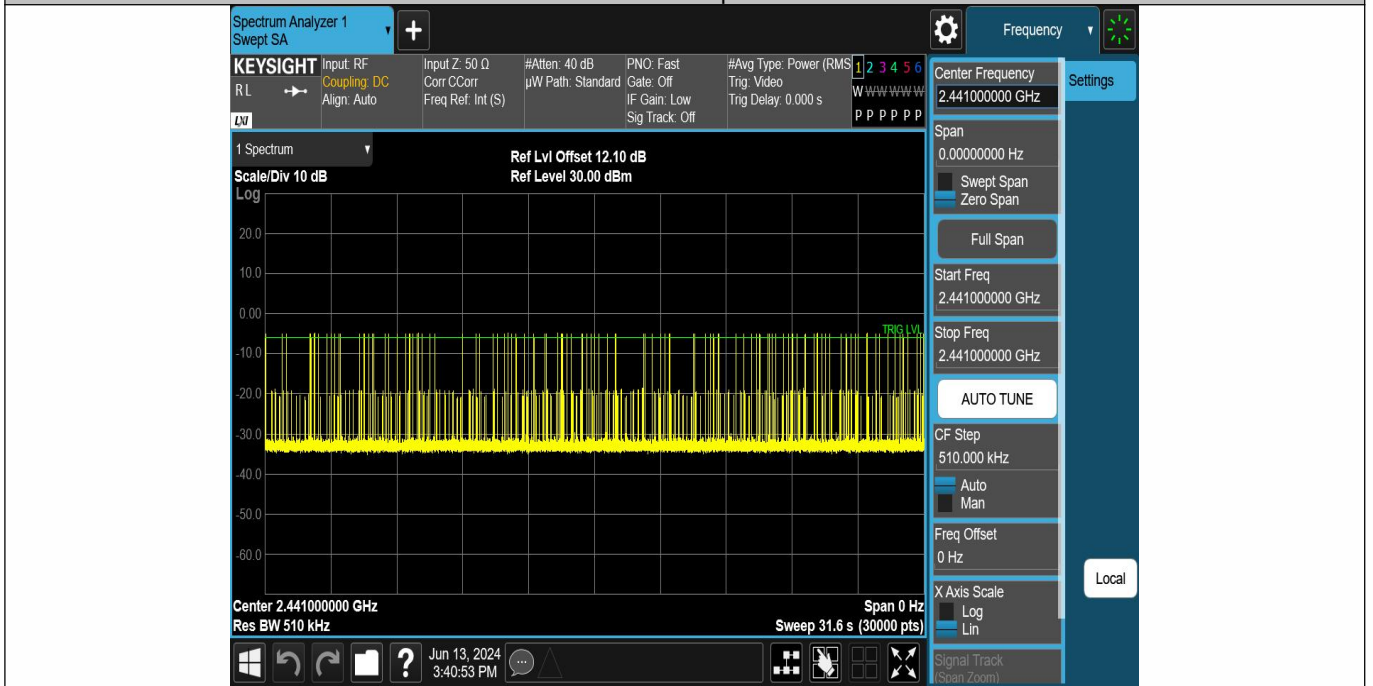 Spectrum Analyzer 1
Swept SA
+
Frequency
KEYSIGHT
Input: RF
Input Z: 50 Ω
#Atten: 40 dB
PNO: Fast
#Avg Type: Power (RMS
1 2 3 4 5 6
RL
Coupling: DC
Corr CCorr
µW Path: Standard
Gate: Off
Trig: Video
W W W W W W
Align: Auto
Freq Ref: Int (S)
IF Gain: Low
Trig Delay: 0.000 s
LXI
Sig Track: Off
P P P P P P
Center Frequency
2.441000000 GHz
Settings
1 Spectrum
Ref Lvl Offset 12.10 dB
Scale/Div 10 dB
Ref Level 30.00 dBm
Log
20.0
10.0
0.00
-10.0
-20.0
-30.0
-40.0
-50.0
-60.0
TRIG LVL
Center 2.441000000 GHz
Span 0 Hz
Res BW 510 kHz
Sweep 31.6 s (30000 pts)
Span
0.00000000 Hz
Swept Span
Zero Span
Full Span
Start Freq
2.441000000 GHz
Stop Freq
2.441000000 GHz
AUTO TUNE
CF Step
510.000 kHz
Auto
Man
Freq Offset
0 Hz
X Axis Scale
Log
Lin
Signal Track
(Span Zoom)
Local
?
Jun 13, 2024
3:40:53 PM